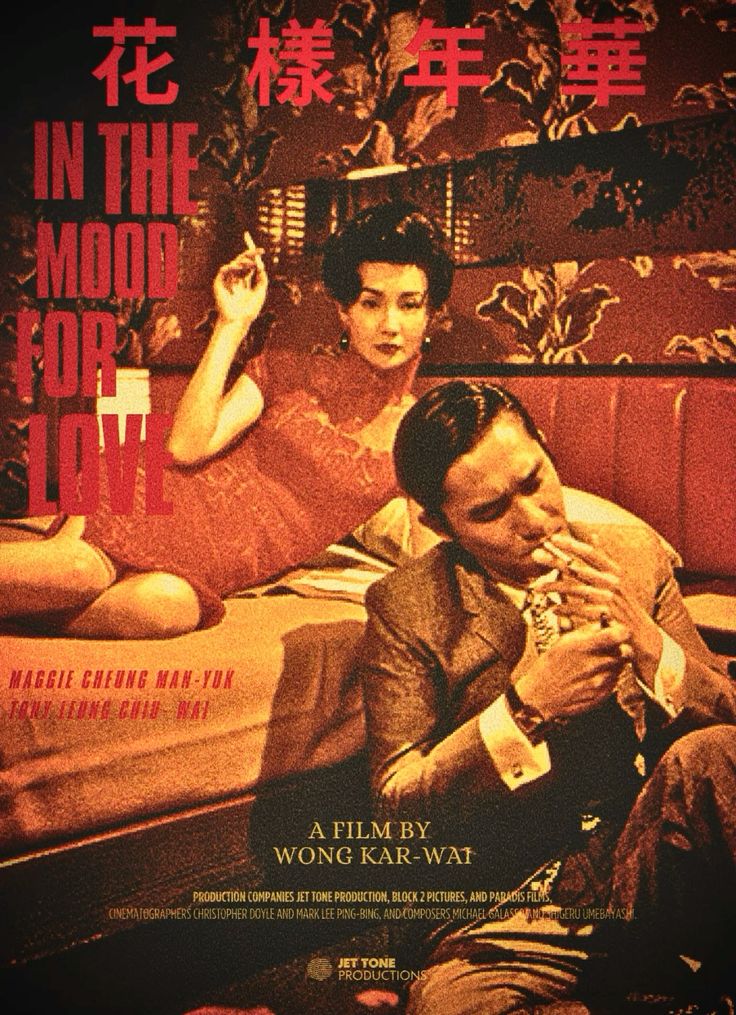 花 樣 年 華
IN THE
MOOD
FOR
LOVE
MAGGIE CHEUNG MAN-YUK
TONY LEUNG CHIU-WAI
A FILM BY
WONG KAR-WAI
PRODUCTION COMPANIES JET TONE PRODUCTION, BLOCK 2 PICTURES, AND PARADIS FILMS,
CINEMATOGRAPHERS CHRISTOPHER DOYLE AND MARK LEE PING-BING, AND COMPOSERS MICHAEL GALASSO AND SHIGERU UMEBAYASHI.
JET TONE
PRODUCTIONS